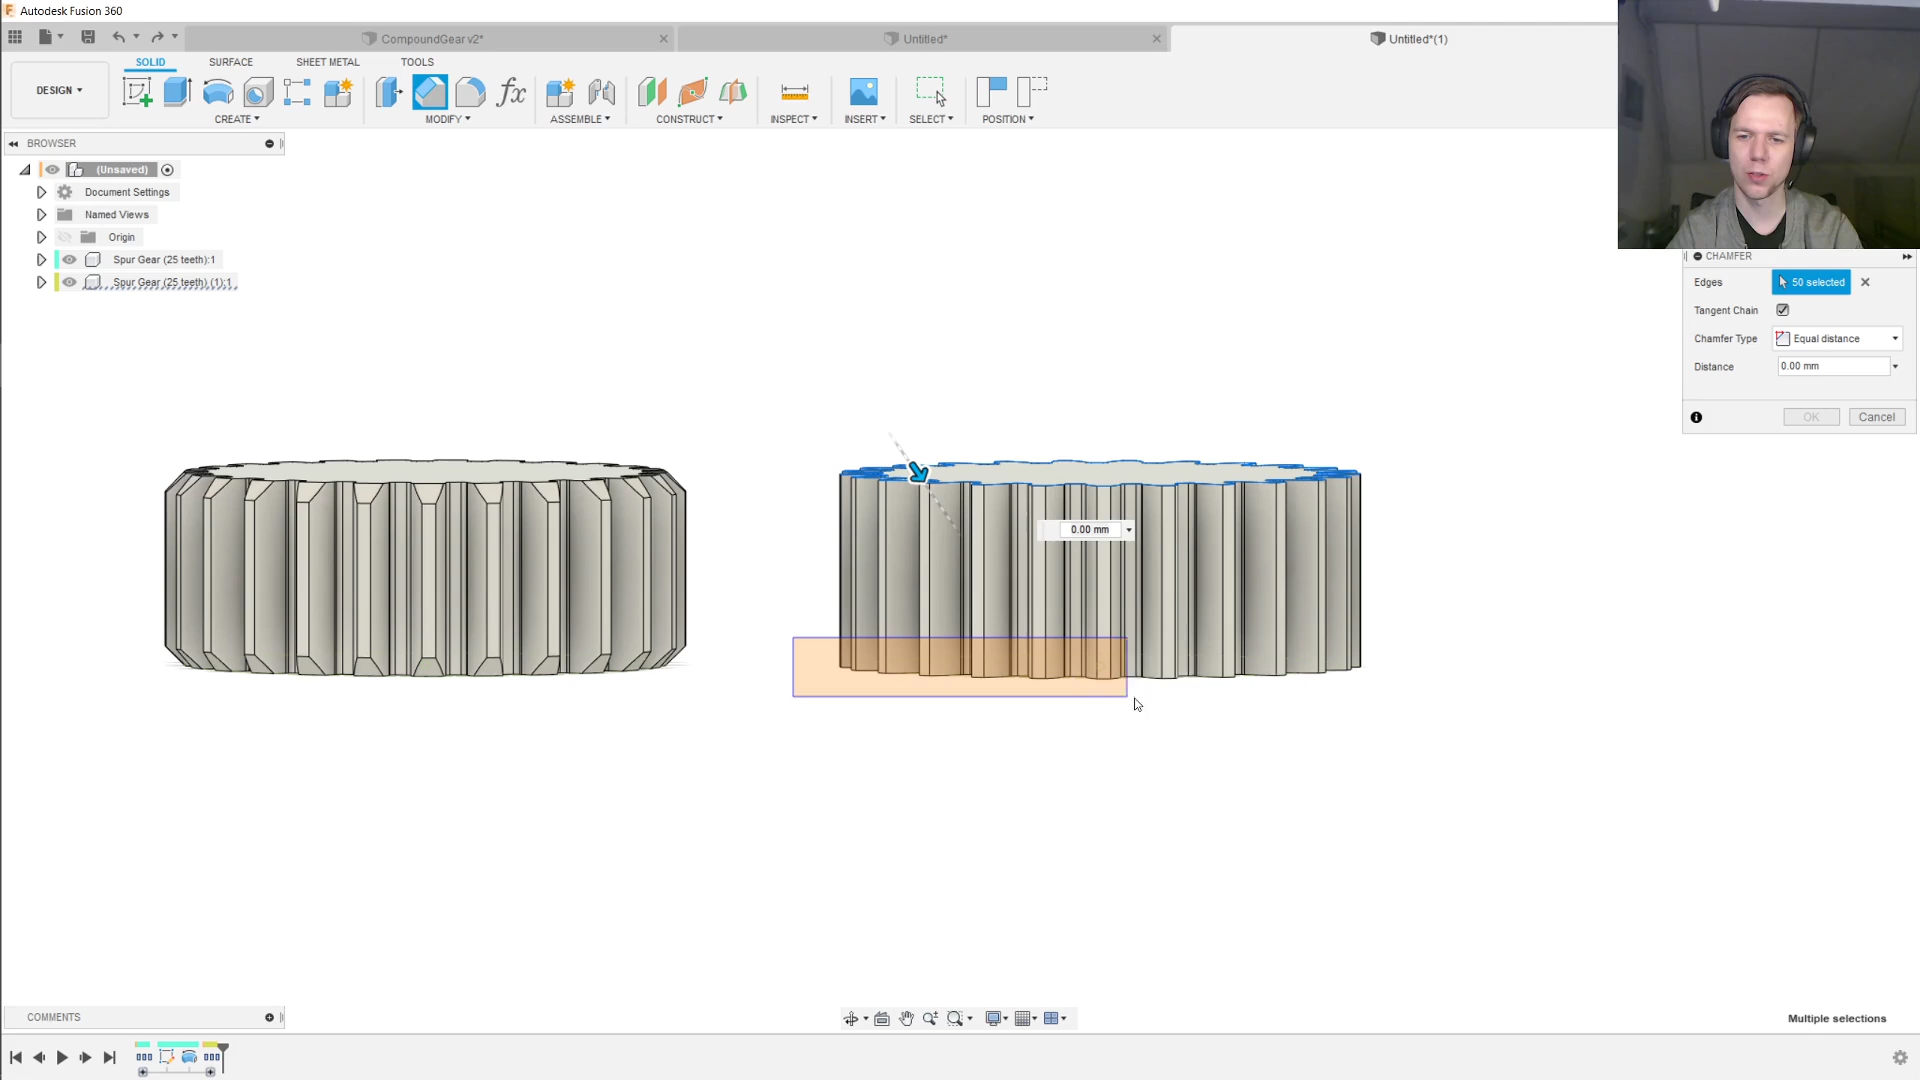 Autodesk Fusion 360
CompoundGear v2*
Untitled*
Untitled*(1)
DESIGN
SOLID
SURFACE
SHEET METAL
TOOLS
CREATE
MODIFY
ASSEMBLE
CONSTRUCT
INSPECT
INSERT
SELECT
POSITION
BROWSER
(Unsaved)
Document Settings
Named Views
Origin
Spur Gear (25 teeth):1
Spur Gear (25 teeth) (1):1
CHAMFER
Edges
50 selected
Tangent Chain
Chamfer Type
Equal distance
Distance
0.00 mm
OK
Cancel
0.00 mm
COMMENTS
Multiple selections